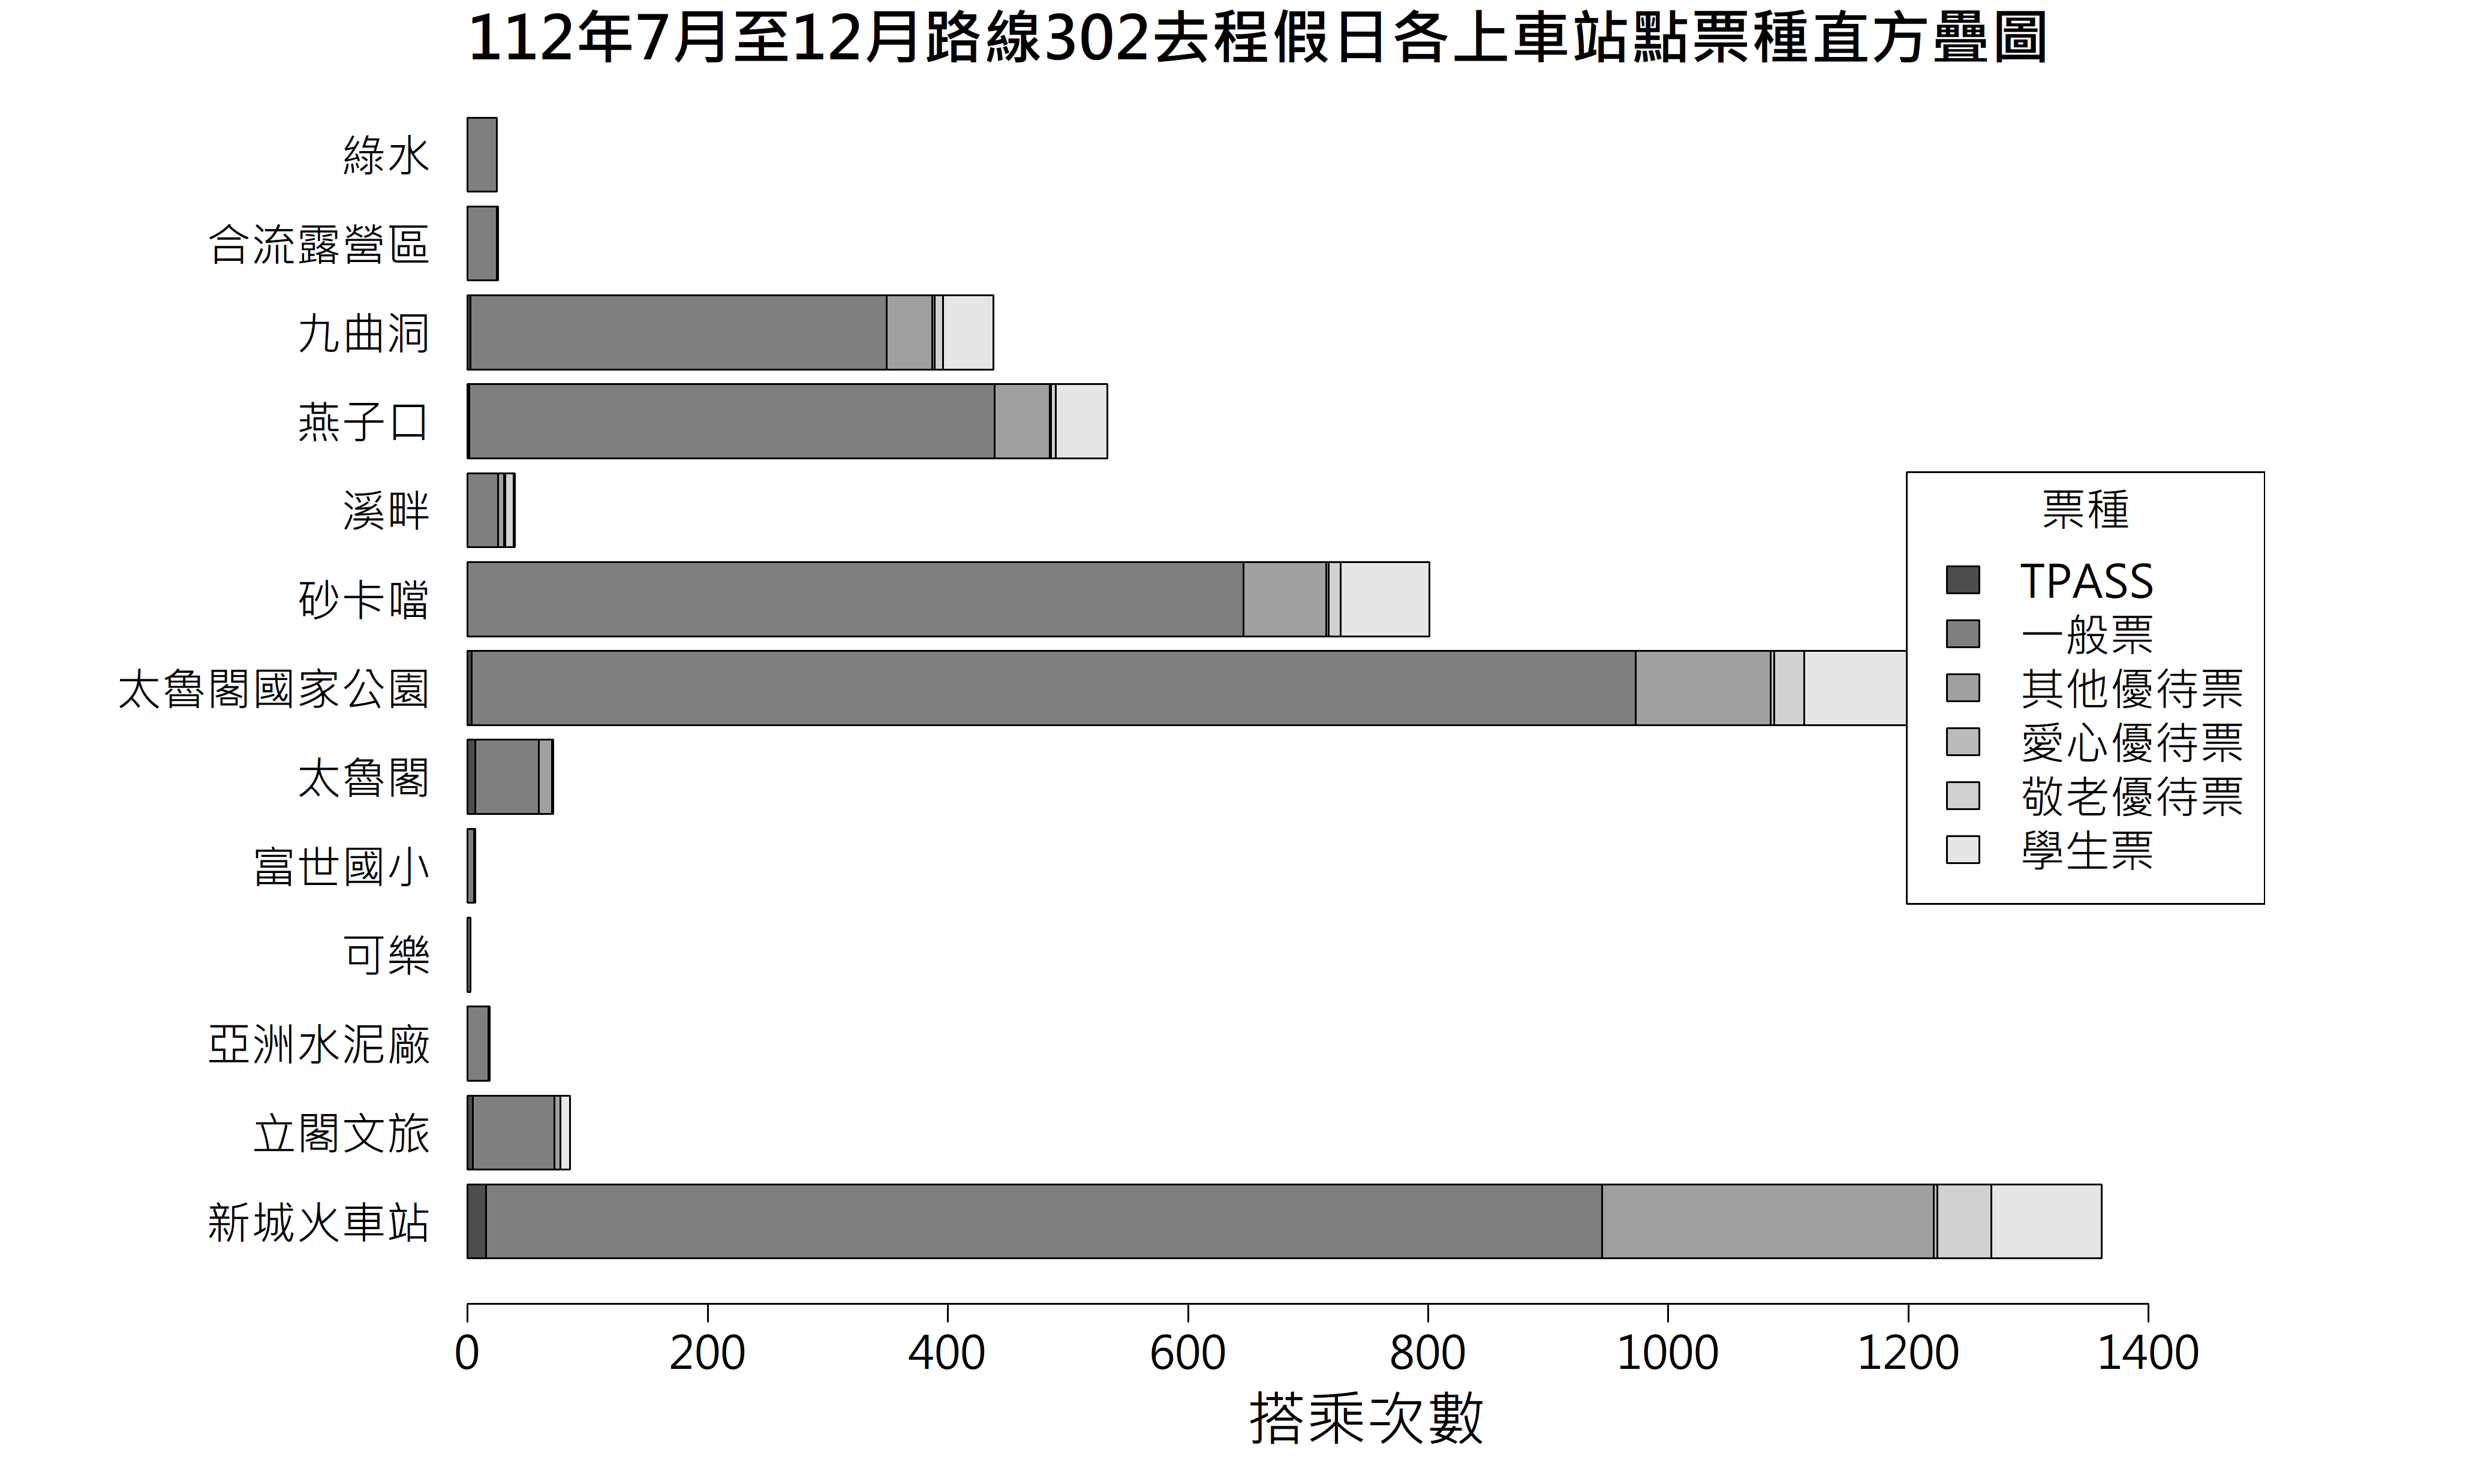 112年7月至12月路線302去程假日各上車站點票種直方疊圖
綠水
合流露營區
九曲洞
燕子口
溪畔
砂卡噹
太魯閣國家公園
太魯閣
富世國小
可樂
亞洲水泥廠
立閣文旅
新城火車站
票種
TPASS
一般票
其他優待票
愛心優待票
敬老優待票
學生票
0 200 400 600 800 1000 1200 1400
搭乘次數